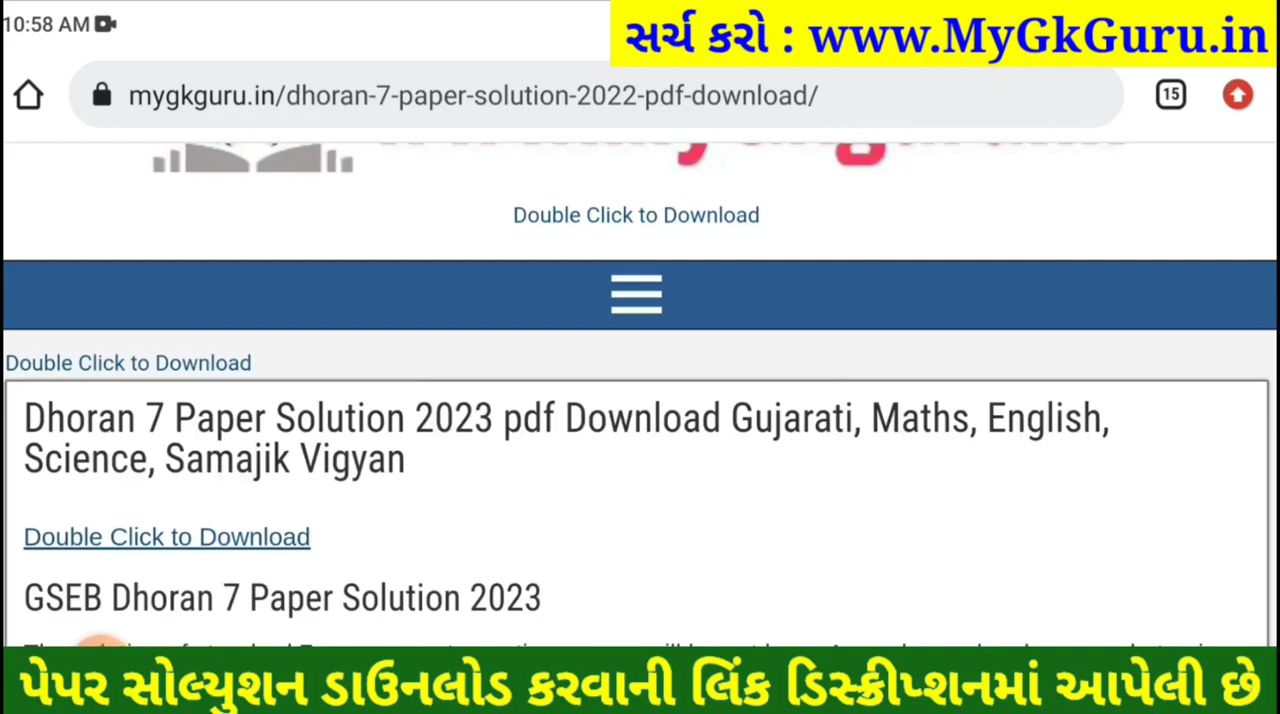 10:58 AM
સર્ચ કરો : www.MyGkGuru.in
mygkguru.in/dhoran-7-paper-solution-2022-pdf-download/
15
Double Click to Download
Double Click to Download
Dhoran 7 Paper Solution 2023 pdf Download Gujarati, Maths, English,
Science, Samajik Vigyan
Double Click to Download
GSEB Dhoran 7 Paper Solution 2023
પેપર સોલ્યુશન ડાઉનલોડ કરવાની લિંક ડિસ્ક્રીપ્શનમાં આપેલી છે